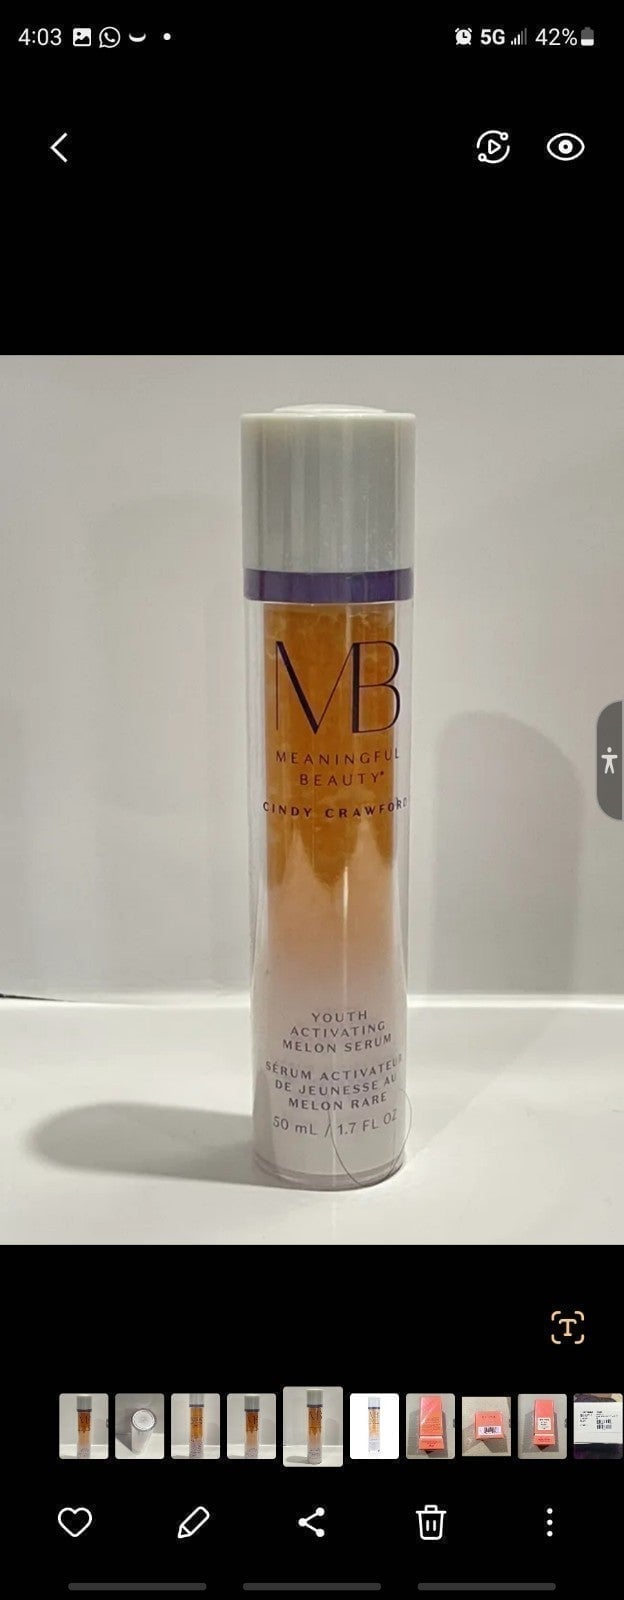 4:03
5G 42%
MB
MEANINGFUL
BEAUTY®
CINDY CRAWFORD
YOUTH
ACTIVATING
MELON SERUM
SÉRUM ACTIVATEUR
DE JEUNESSE AU
MELON RARE
50 mL / 1.7 FL OZ
T